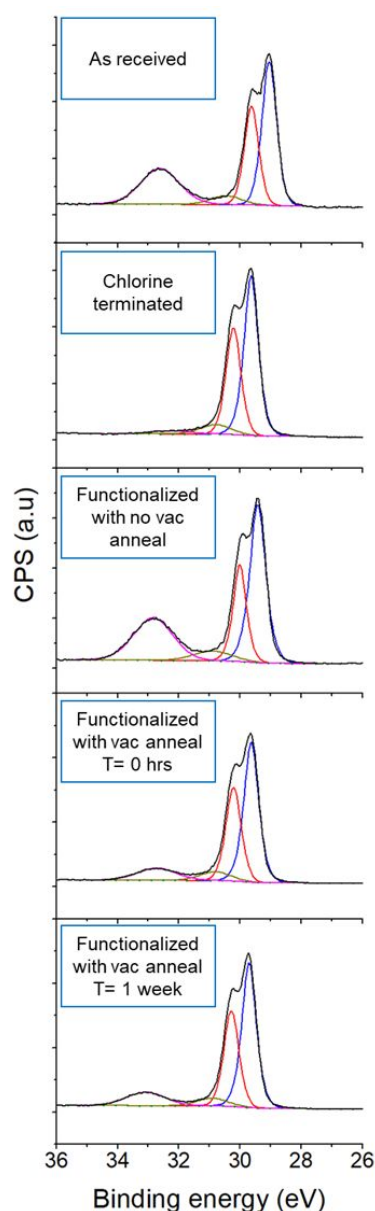 As received
Chlorine
terminated
CPS (a.u)
Functionalized
with no vac
anneal
Functionalized
with vac anneal
T= 0 hrs
Functionalized
with vac anneal
T= 1 week
36 34 32 30 28 26
Binding energy (eV)